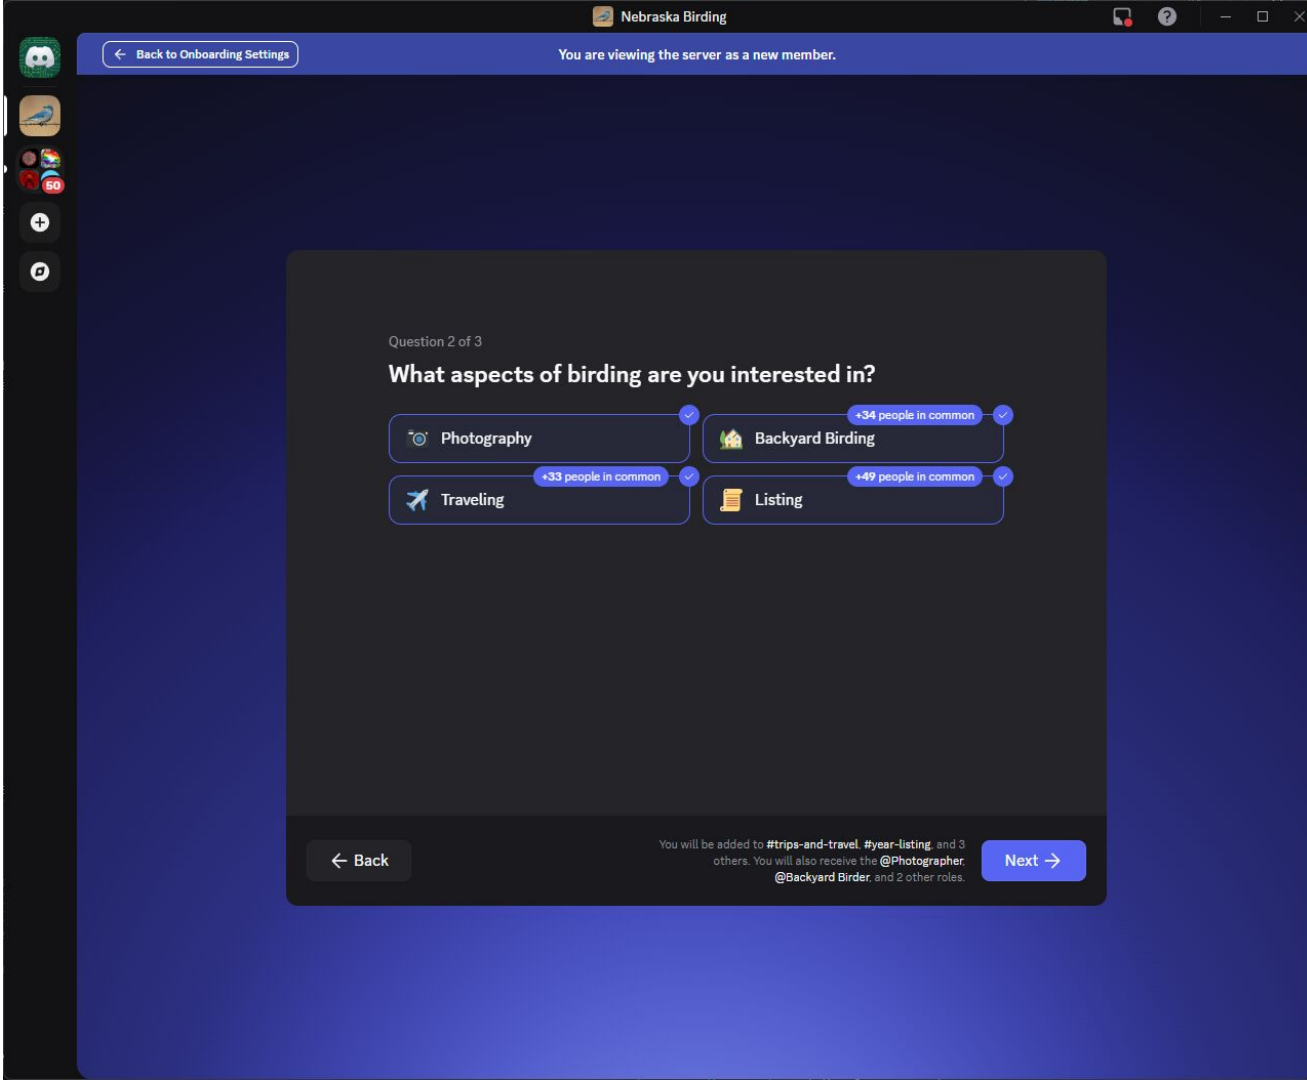 Nebraska Birding
Back to Onboarding Settings
You are viewing the server as a new member.
50
Question 2 of 3
What aspects of birding are you interested in?
Photography
+34 people in common
Backyard Birding
+33 people in common
Traveling
+49 people in common
Listing
Back
You will be added to #trips-and-travel, #year-listing, and 3
others. You will also receive the @Photographer,
@Backyard Birder, and 2 other roles.
Next